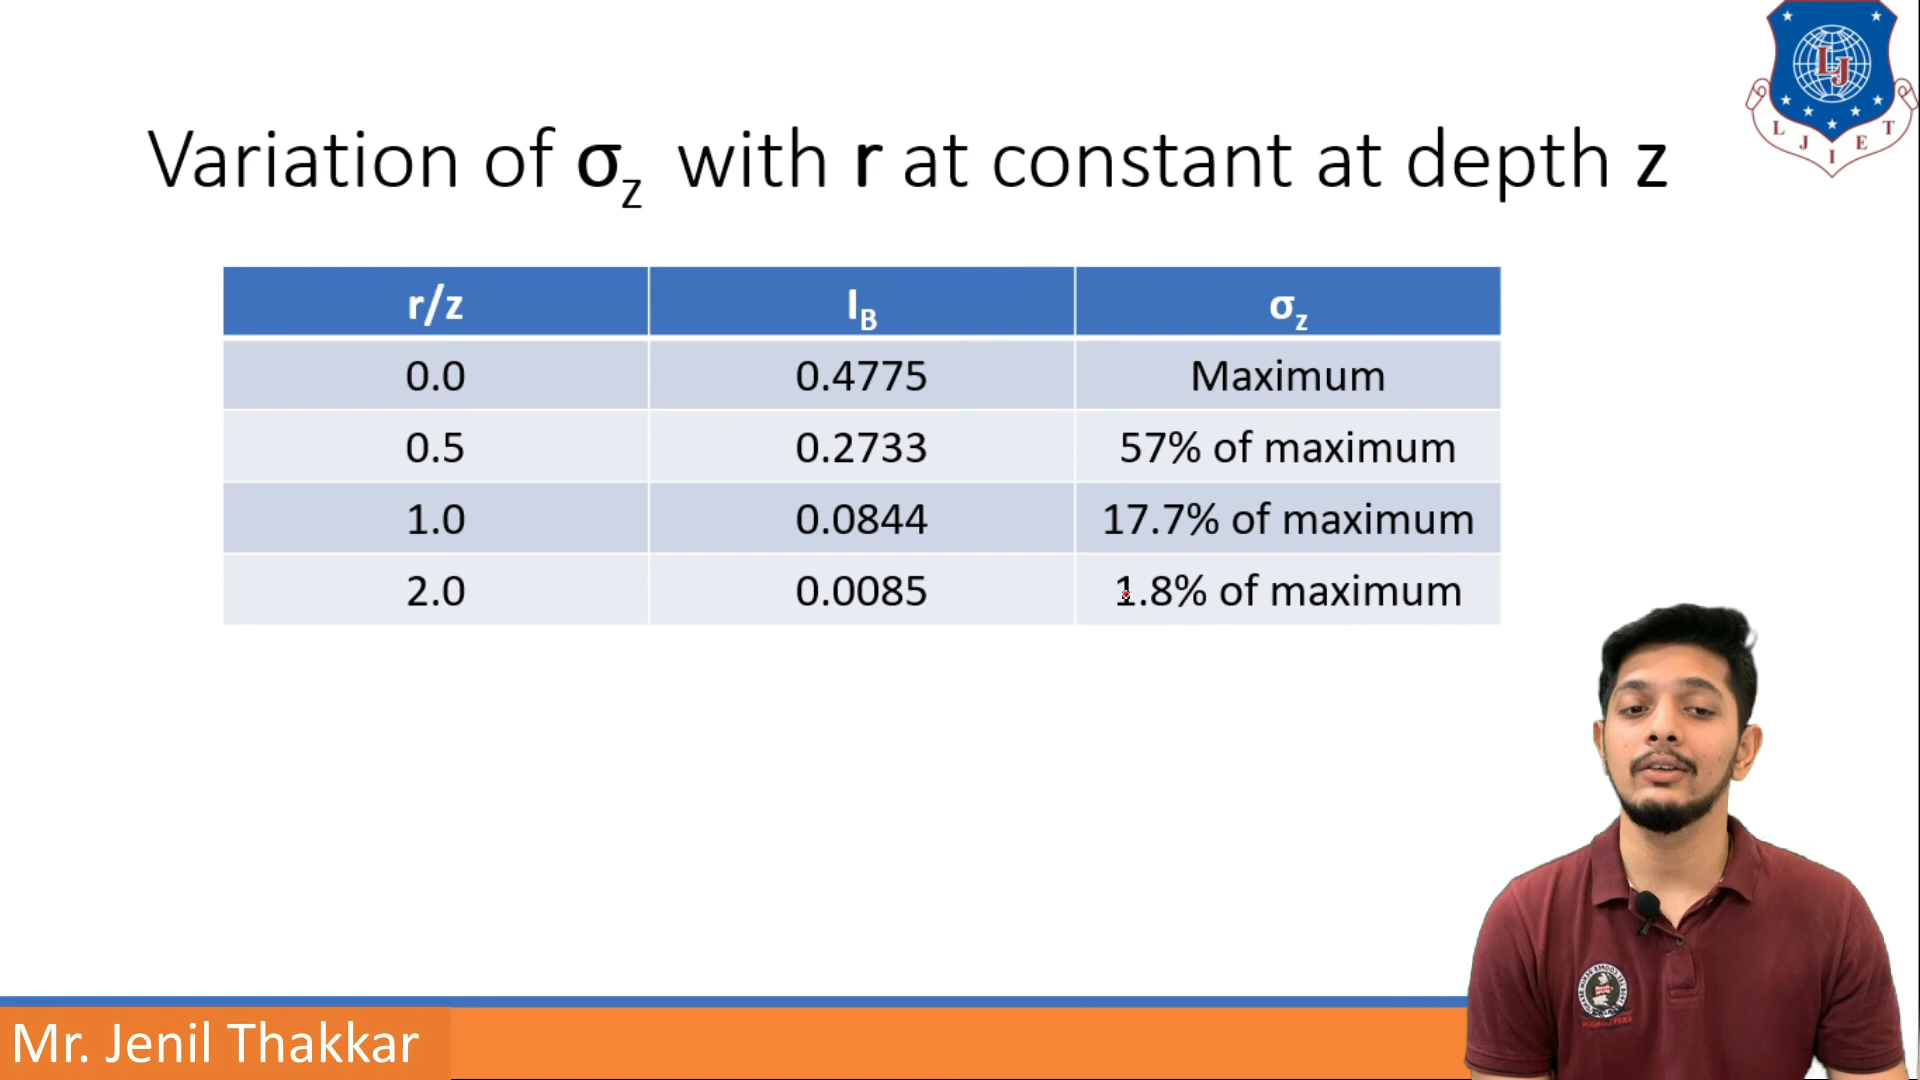 Variation of σz with r at constant at depth z
r/z IB σz
0.0 0.4775 Maximum
0.5 0.2733 57% of maximum
1.0 0.0844 17.7% of maximum
2.0 0.0085 1.8% of maximum
LJ
L J I E T
Mr. Jenil Thakkar